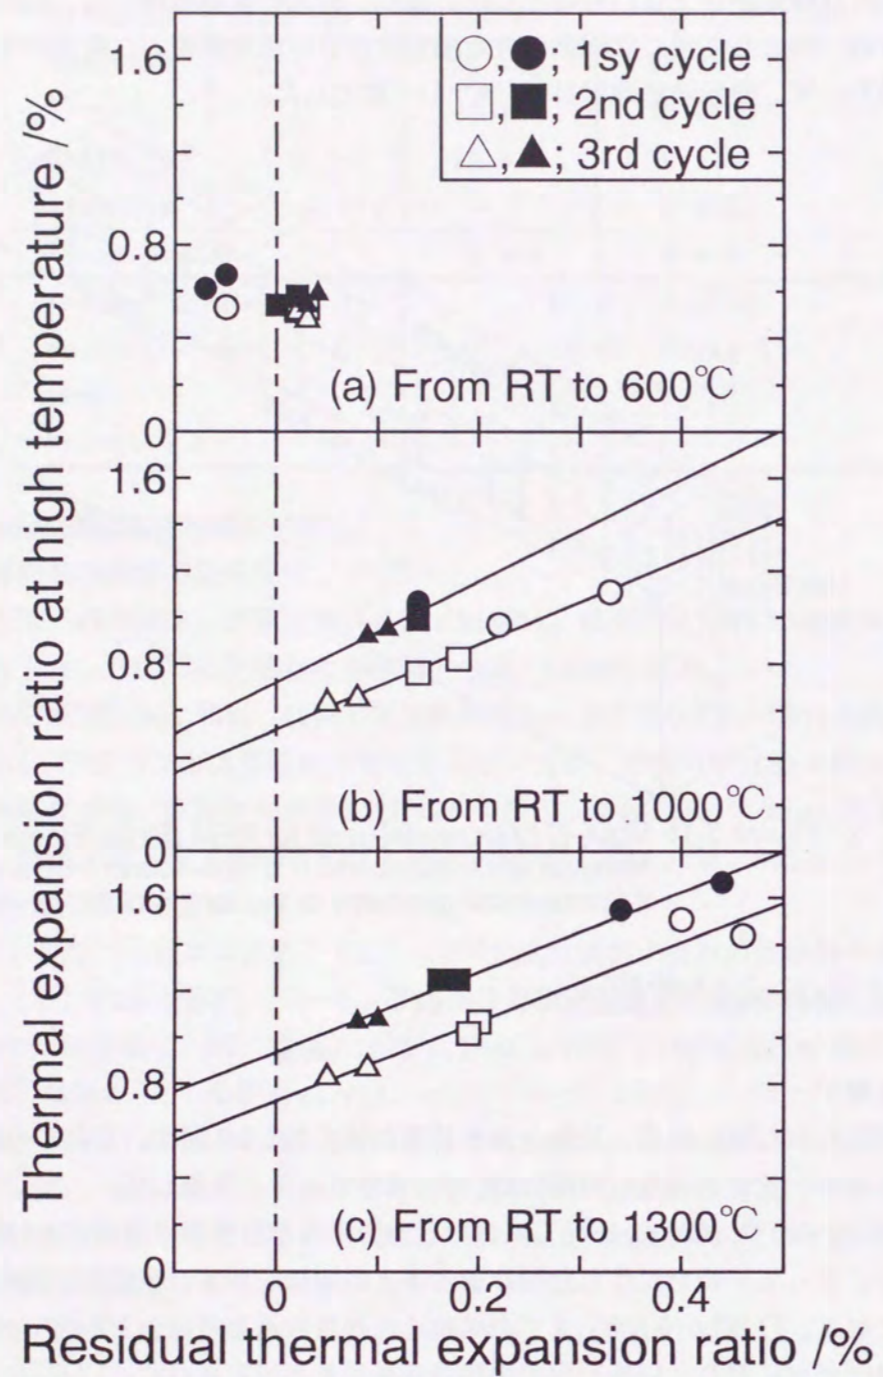 Thermal expansion ratio at high temperature /%
1.6
○,●; 1sy cycle
□,■; 2nd cycle
△,▲; 3rd cycle
0.8
(a) From RT to 600℃
0
1.6
0.8
(b) From RT to 1000℃
0
1.6
0.8
(c) From RT to 1300℃
0
0 0.2 0.4
Residual thermal expansion ratio /%